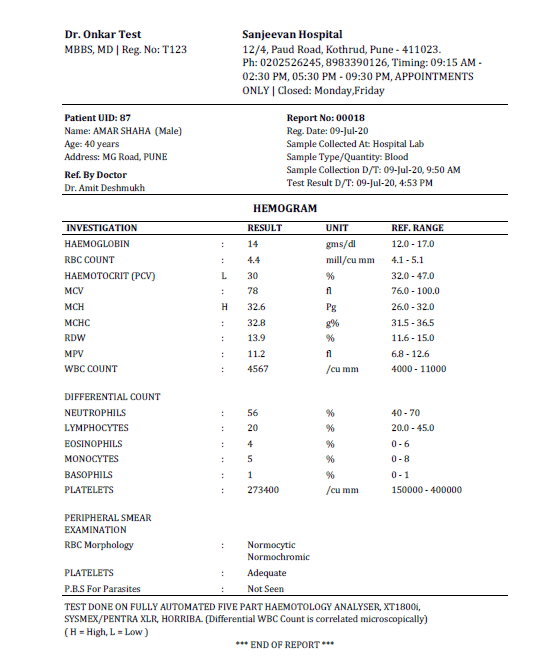 Dr. Onkar Test
MBBS, MD | Reg. No: T123
Sanjeevan Hospital
12/4, Paud Road, Kothrud, Pune - 411023.
Ph: 0202526245, 8983390126, Timing: 09:15 AM -
02:30 PM, 05:30 PM - 09:30 PM, APPOINTMENTS
ONLY | Closed: Monday,Friday
Patient UID: 87
Name: AMAR SHAHA (Male)
Age: 40 years
Address: MG Road, PUNE
Ref. By Doctor
Dr. Amit Deshmukh
Report No: 00018
Reg. Date: 09-Jul-20
Sample Collected At: Hospital Lab
Sample Type/Quantity: Blood
Sample Collection D/T: 09-Jul-20, 9:50 AM
Test Result D/T: 09-Jul-20, 4:53 PM
HEMOGRAM
INVESTIGATION RESULT UNIT REF. RANGE
HAEMOGLOBIN : 14 gms/dl 12.0 - 17.0
RBC COUNT : 4.4 mill/cu mm 4.1 - 5.1
HAEMOTOCRIT (PCV) L 30 % 32.0 - 47.0
MCV : 78 fl 76.0 - 100.0
MCH H 32.6 Pg 26.0 - 32.0
MCHC : 32.8 g% 31.5 - 36.5
RDW : 13.9 % 11.6 - 15.0
MPV : 11.2 fl 6.8 - 12.6
WBC COUNT : 4567 /cu mm 4000 - 11000
DIFFERENTIAL COUNT
NEUTROPHILS : 56 % 40 - 70
LYMPHOCYTES : 20 % 20.0 - 45.0
EOSINOPHILS : 4 % 0 - 6
MONOCYTES : 5 % 0 - 8
BASOPHILS : 1 % 0 - 1
PLATELETS : 273400 /cu mm 150000 - 400000
PERIPHERAL SMEAR
EXAMINATION
RBC Morphology : Normocytic
Normochromic
PLATELETS : Adequate
P.B.S For Parasites : Not Seen
TEST DONE ON FULLY AUTOMATED FIVE PART HAEMOTOLOGY ANALYSER, XT1800i,
SYSMEX/PENTRA XLR, HORRIBA. (Differential WBC Count is correlated microscopically)
( H = High, L = Low )
*** END OF REPORT ***